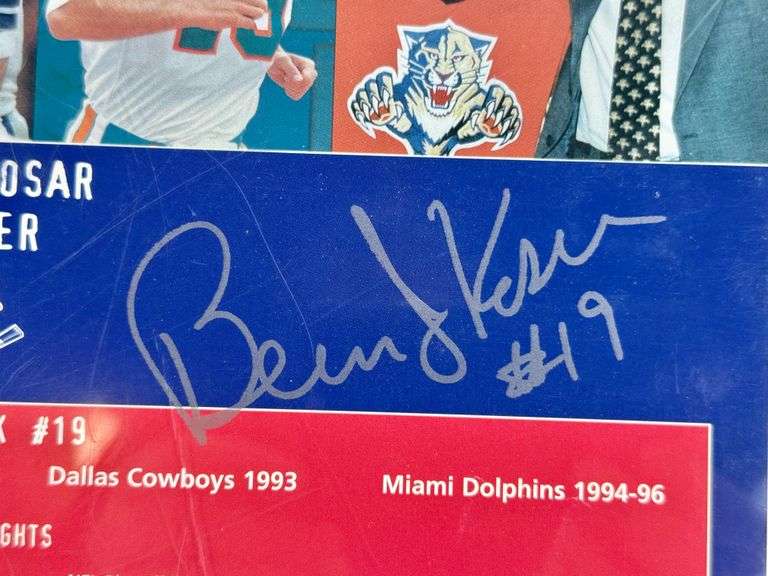 OSAR
ER
Bernie Kosar
#19
K #19
Dallas Cowboys 1993
Miami Dolphins 1994-96
GHTS